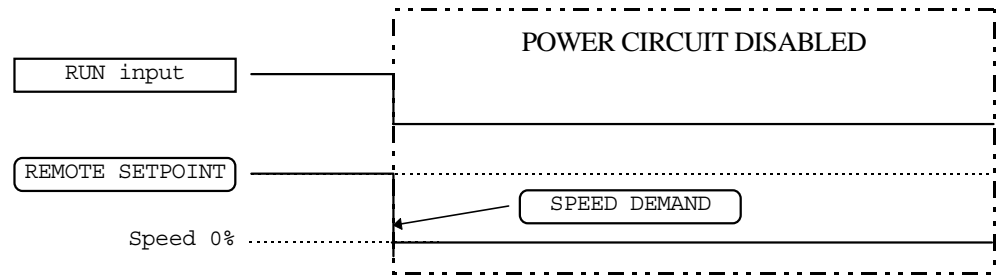 POWER CIRCUIT DISABLED
RUN input
REMOTE SETPOINT
SPEED DEMAND
Speed 0%